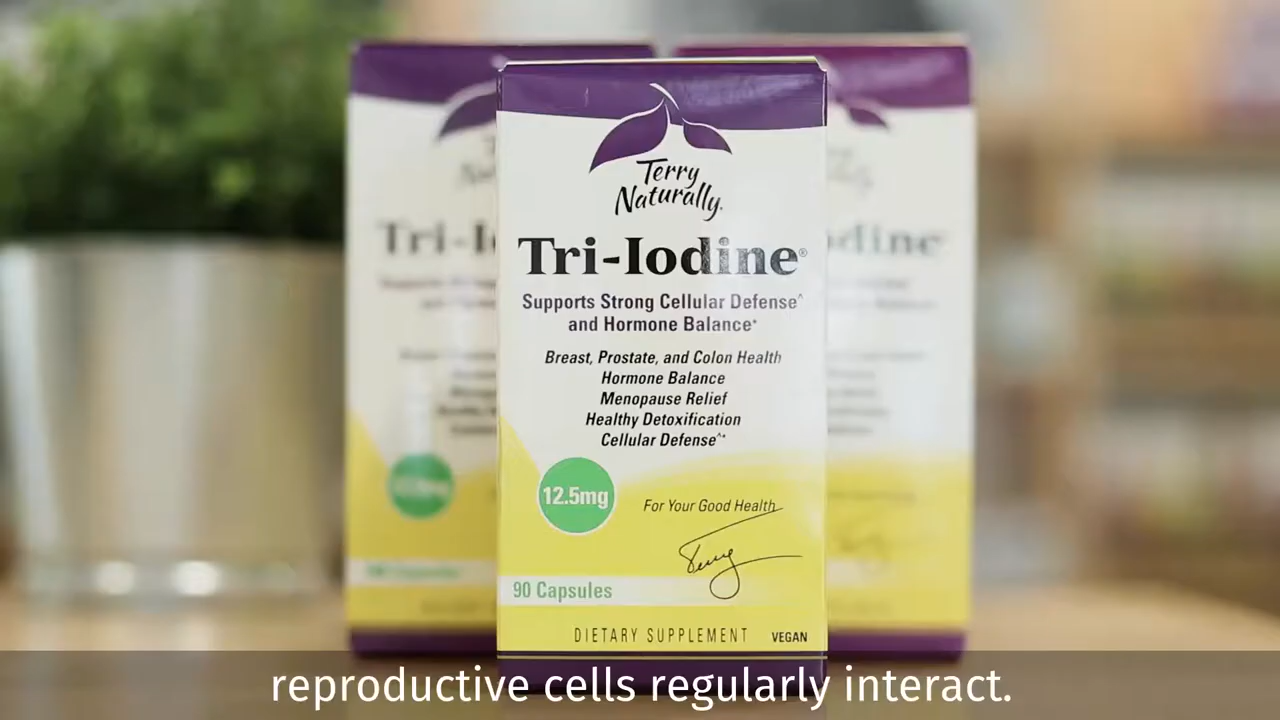 Terry
Naturally.
Tri-Iodine®
Supports Strong Cellular Defense^
and Hormone Balance*
Breast, Prostate, and Colon Health
Hormone Balance
Menopause Relief
Healthy Detoxification
Cellular Defense^*
12.5mg
For Your Good Health
Terry
90 Capsules
DIETARY SUPPLEMENT VEGAN
reproductive cells regularly interact.